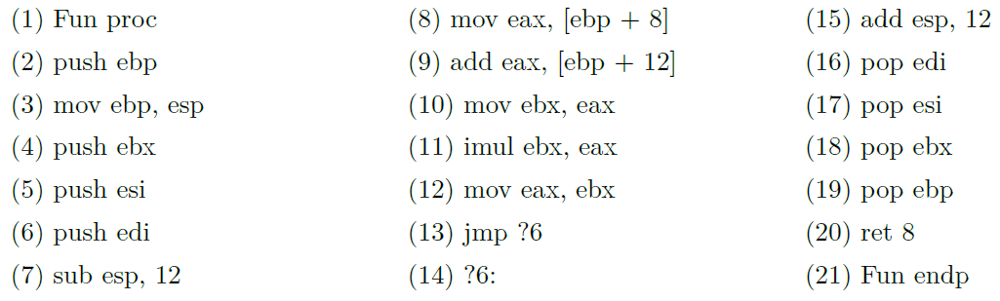 (1) Fun proc
(2) push ebp
(3) mov ebp, esp
(4) push ebx
(5) push esi
(6) push edi
(7) sub esp, 12
(8) mov eax, [ebp + 8]
(9) add eax, [ebp + 12]
(10) mov ebx, eax
(11) imul ebx, eax
(12) mov eax, ebx
(13) jmp ?6
(14) ?6:
(15) add esp, 12
(16) pop edi
(17) pop esi
(18) pop ebx
(19) pop ebp
(20) ret 8
(21) Fun endp